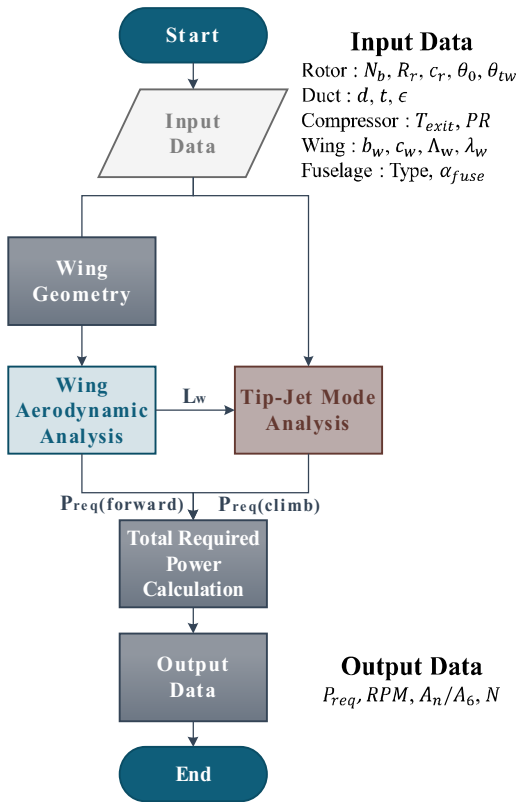 Start
Input Data
Rotor : N_b, R_r, c_r, θ_0, θ_tw
Duct : d, t, ϵ
Compressor : T_exit, PR
Wing : b_w, c_w, Λ_w, λ_w
Fuselage : Type, α_fuse
Input
Data
Wing
Geometry
Wing
Aerodynamic
Analysis
L_w
Tip-Jet Mode
Analysis
P_req(forward)
P_req(climb)
Total Required
Power
Calculation
Output
Data
Output Data
P_req, RPM, A_n/A_6, N
End